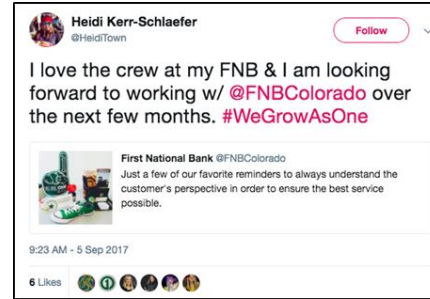 Heidi Kerr-Schlaefer
@HeidiTown
Follow
I love the crew at my FNB & I am looking
forward to working w/ @FNBColorado over
the next few months. #WeGrowAsOne
First National Bank @FNBColorado
Just a few of our favorite reminders to always understand the
customer's perspective in order to ensure the best service
possible.
9:23 AM - 5 Sep 2017
6 Likes